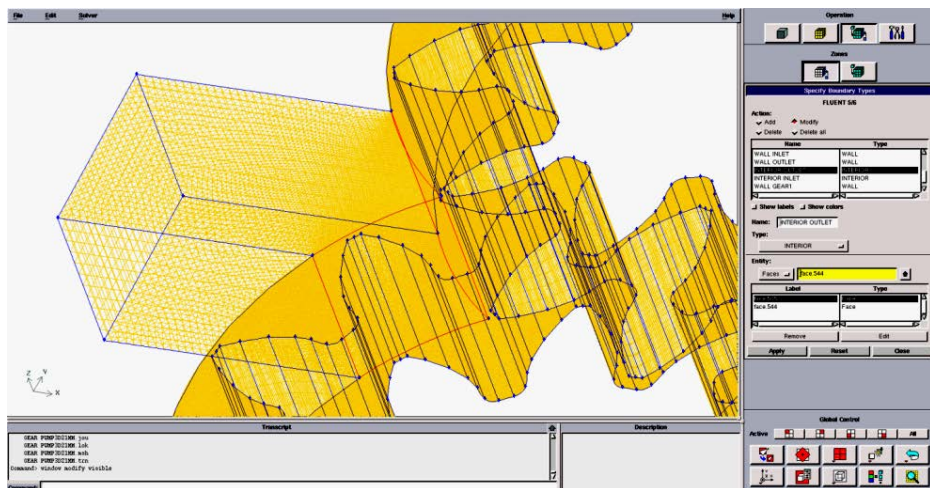 File Edit Solver Help
Operation
Zones
Specify Boundary Types
FLUENT 5/6
Action:
Add Modify
Delete Delete all
Name Type
WALL INLET WALL
WALL OUTLET WALL
INTERIOR INLET INTERIOR
WALL GEAR1 WALL
Show labels Show colors
Name: INTERIOR OUTLET
Type:
INTERIOR
Entity:
Faces face.544
Label Type
face.544 Face
Remove Edit
Apply Reset Close
Z Y X
Transcript
GEAR PUMP3D21MM.jou
GEAR PUMP3D21MM.lok
GEAR PUMP3D21MM.msh
GEAR PUMP3D21MM.trn
Command> window modify visible
Command:
Description
Global Control
Active All